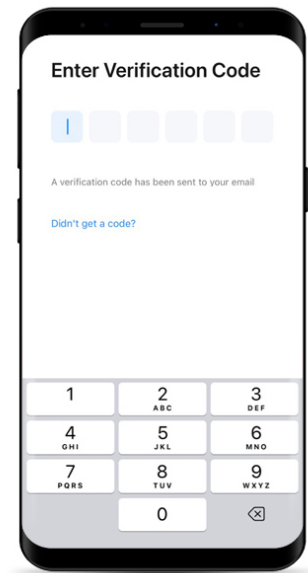 Enter Verification Code
A verification code has been sent to your email
Didn't get a code?
1 2 3
ABC DEF
4 5 6
GHI JKL MNO
7 8 9
PQRS TUV WXYZ
0